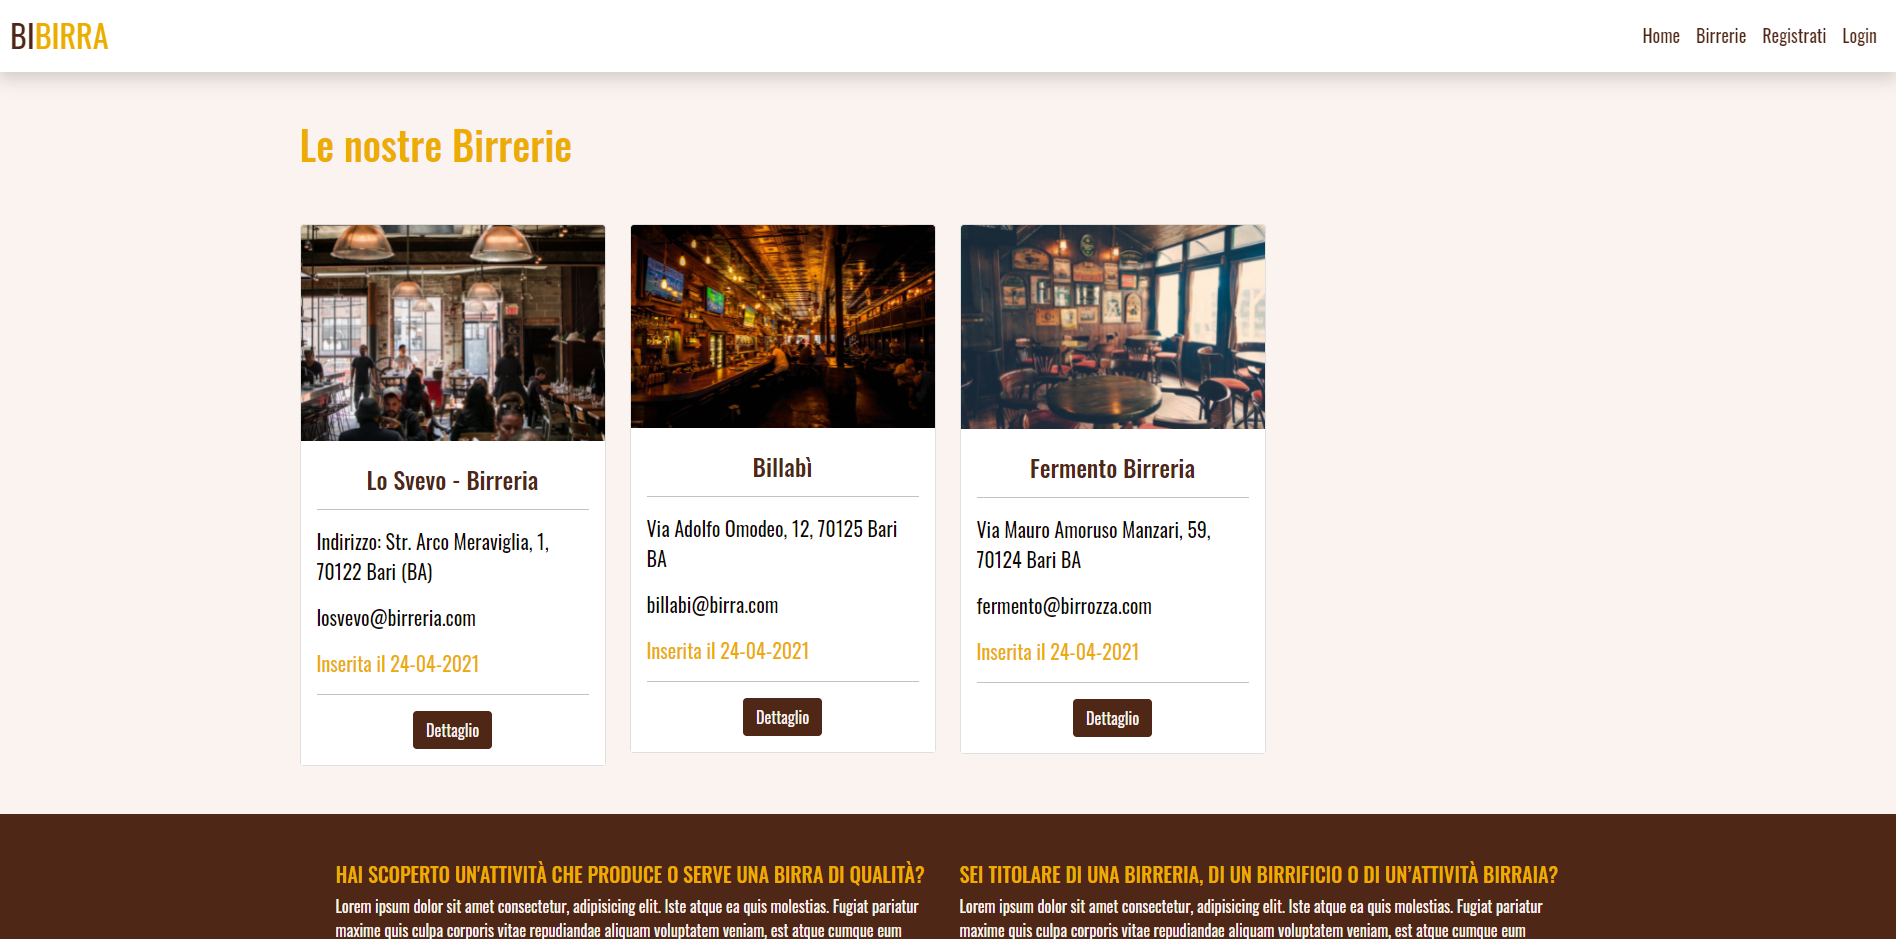 BIBIRRA
Home Birrerie Registrati Login
Le nostre Birrerie
Lo Svevo - Birreria
Indirizzo: Str. Arco Meraviglia, 1,
70122 Bari (BA)
losvevo@birreria.com
Inserita il 24-04-2021
Dettaglio
Billabì
Via Adolfo Omodeo, 12, 70125 Bari
BA
billabi@birra.com
Inserita il 24-04-2021
Dettaglio
Fermento Birreria
Via Mauro Amoruso Manzari, 59,
70124 Bari BA
fermento@birrozza.com
Inserita il 24-04-2021
Dettaglio
HAI SCOPERTO UN'ATTIVITÀ CHE PRODUCE O SERVE UNA BIRRA DI QUALITÀ?
Lorem ipsum dolor sit amet consectetur, adipisicing elit. Iste atque ea quis molestias. Fugiat pariatur
maxime quis culpa corporis vitae repudiandae aliquam voluptatem veniam, est atque cumque eum
SEI TITOLARE DI UNA BIRRERIA, DI UN BIRRIFICIO O DI UN’ATTIVITÀ BIRRAIA?
Lorem ipsum dolor sit amet consectetur, adipisicing elit. Iste atque ea quis molestias. Fugiat pariatur
maxime quis culpa corporis vitae repudiandae aliquam voluptatem veniam, est atque cumque eum